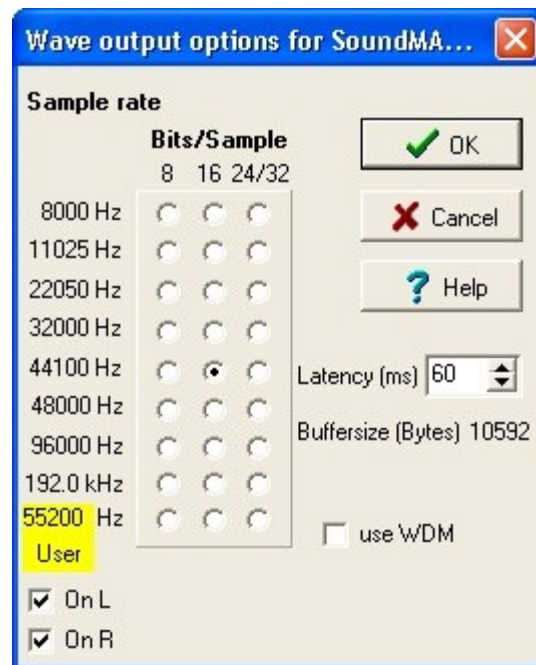 Wave output options for SoundMA...
Sample rate
Bits/Sample
8 16 24/32
8000 Hz
11025 Hz
22050 Hz
32000 Hz
44100 Hz
48000 Hz
96000 Hz
192.0 kHz
55200 Hz
User
On L
On R
OK
Cancel
? Help
Latency (ms) 60
Buffersize (Bytes) 10592
use WDM